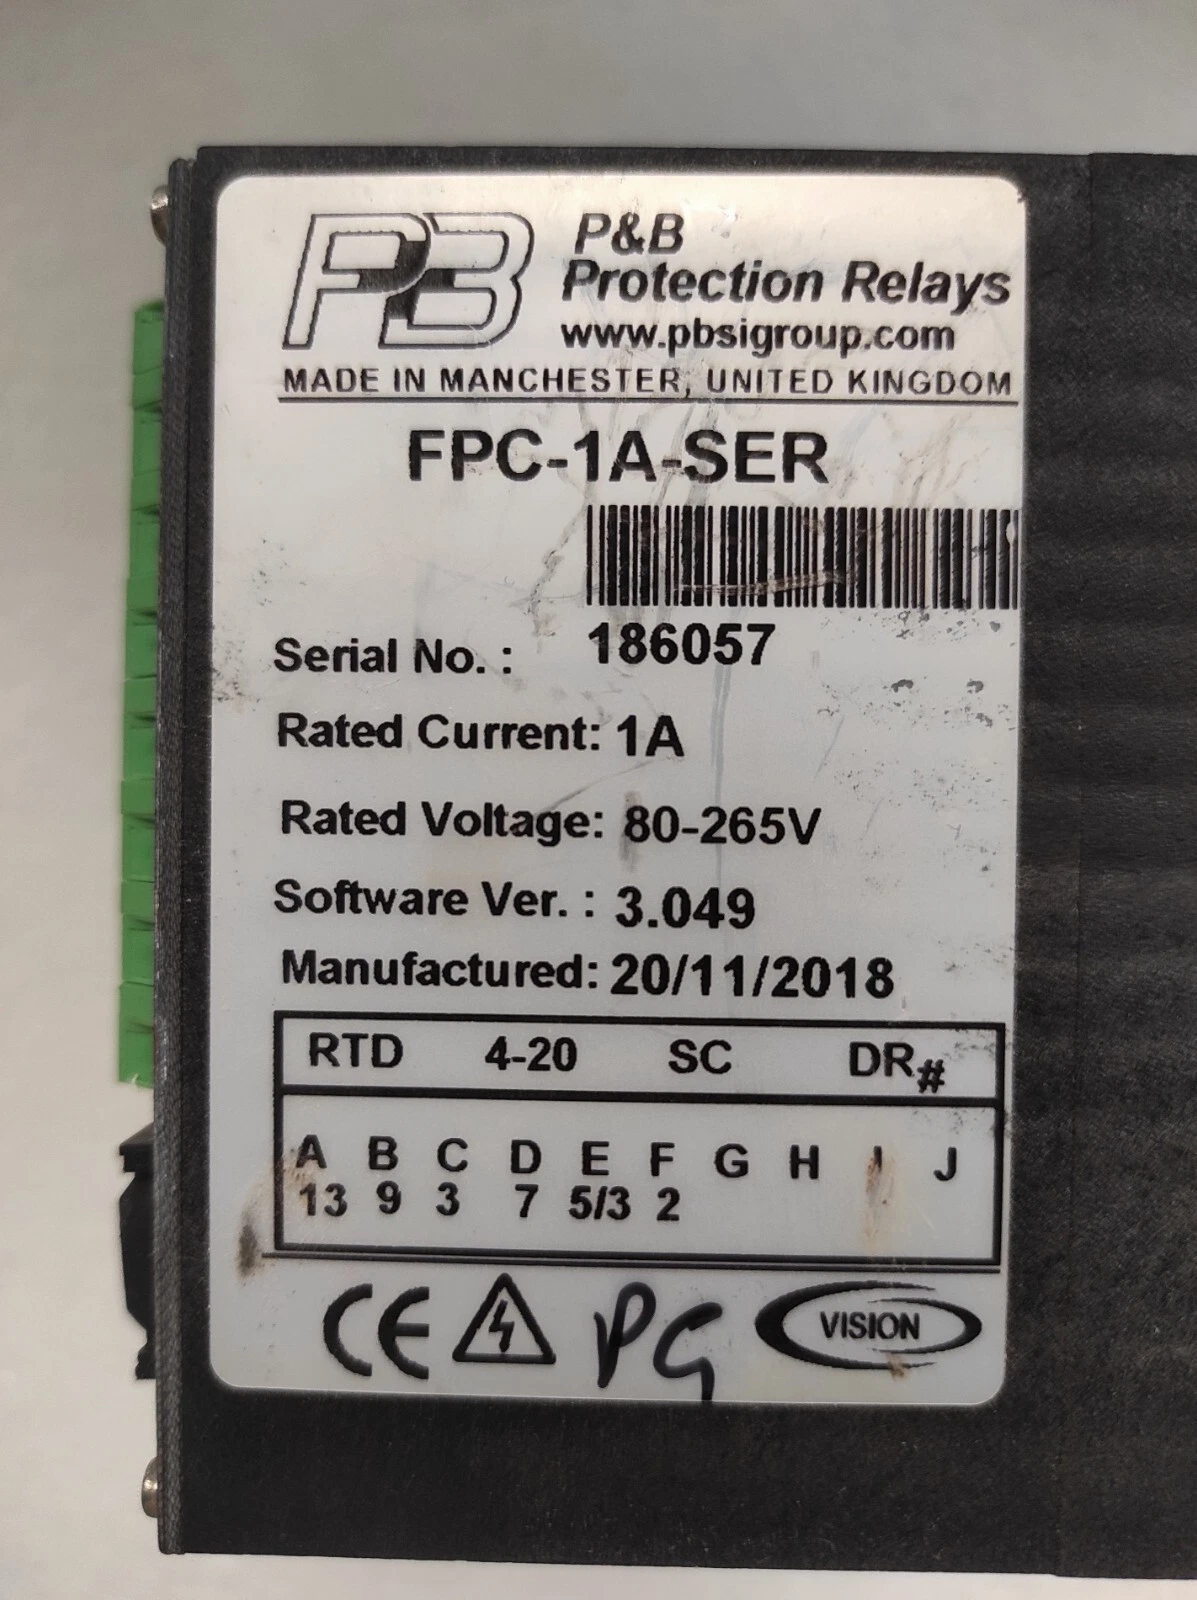 PB
P&B
Protection Relays
www.pbsigroup.com
MADE IN MANCHESTER, UNITED KINGDOM
FPC-1A-SER
Serial No. : 186057
Rated Current: 1A
Rated Voltage: 80-265V
Software Ver. : 3.049
Manufactured: 20/11/2018
RTD 4-20 SC DR#
A B C D E F G H I J
13 9 3 7 5/3 2
CE PG VISION